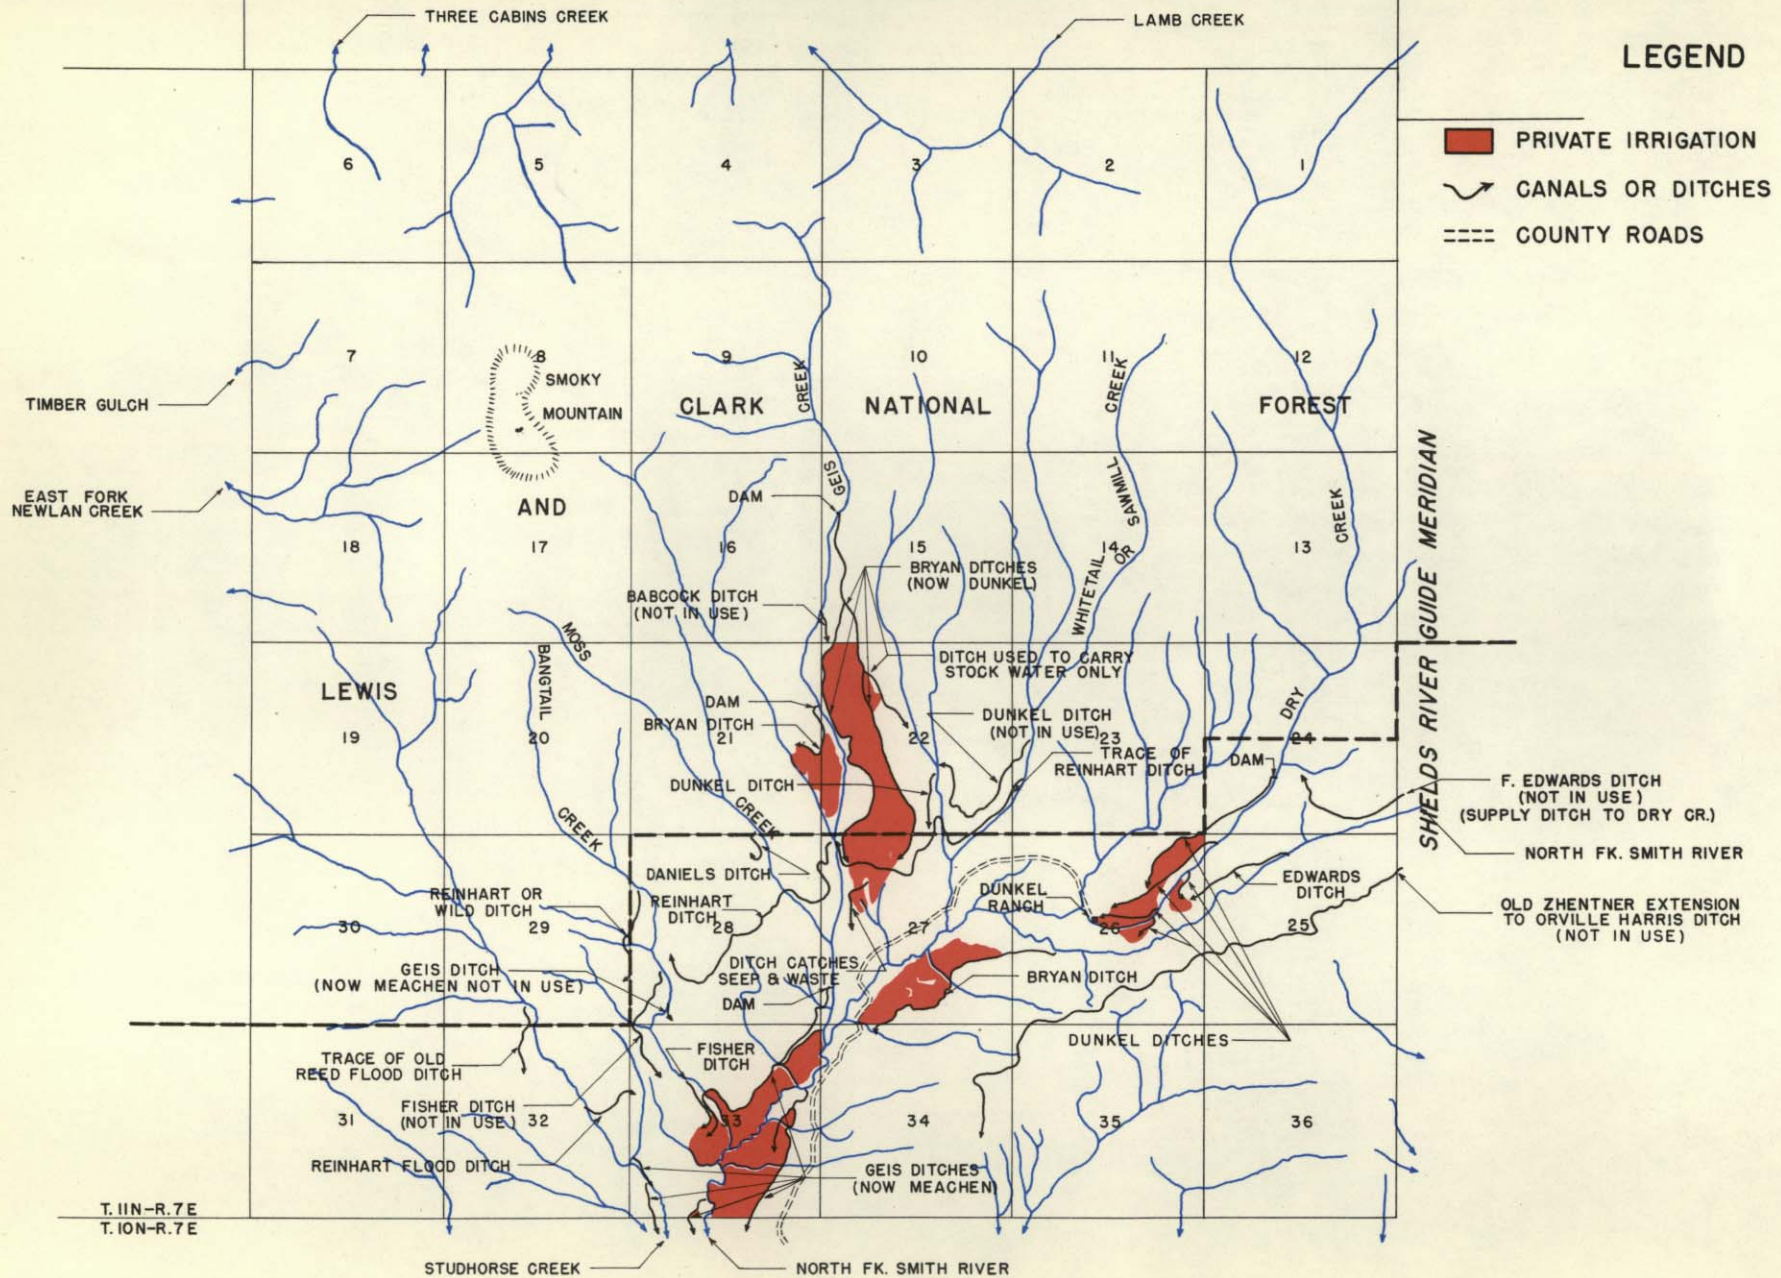 THREE CABINS CREEK
LAMB CREEK
LEGEND
PRIVATE IRRIGATION
CANALS OR DITCHES
COUNTY ROADS
6
5
4
3
2
1
7
8
9
10
11
12
SMOKY
MOUNTAIN
TIMBER GULCH
CLARK
CREEK
NATIONAL
CREEK
FOREST
EAST FORK
NEWLAN CREEK
AND
DAM
GEIS
SAWMILL
CREEK
SHIELDS RIVER GUIDE MERIDIAN
18
17
16
15
14
13
OR
WHITETAIL
BRYAN DITCHES
(NOW DUNKEL)
BABCOCK DITCH
(NOT IN USE)
MOSS
BANGTAIL
DITCH USED TO CARRY
STOCK WATER ONLY
LEWIS
DAM
BRYAN DITCH
DUNKEL DITCH
(NOT IN USE)
DRY
19
20
21
22
23
24
TRACE OF
REINHART DITCH
DAM
DUNKEL DITCH
F. EDWARDS DITCH
(NOT IN USE)
(SUPPLY DITCH TO DRY CR.)
CREEK
CREEK
NORTH FK. SMITH RIVER
DANIELS DITCH
EDWARDS
DITCH
REINHART OR
WILD DITCH
REINHART
DITCH
DUNKEL
RANCH
OLD ZHENTNER EXTENSION
TO ORVILLE HARRIS DITCH
(NOT IN USE)
30
29
28
27
26
25
GEIS DITCH
(NOW MEACHEN NOT IN USE)
DITCH CATCHES
SEEP & WASTE
BRYAN DITCH
DAM
DUNKEL DITCHES
TRACE OF OLD
REED FLOOD DITCH
FISHER
DITCH
FISHER DITCH
(NOT IN USE)
31
32
33
34
35
36
REINHART FLOOD DITCH
GEIS DITCHES
(NOW MEACHEN)
T. 11N-R. 7E
T. 10N-R. 7E
STUDHORSE CREEK
NORTH FK. SMITH RIVER